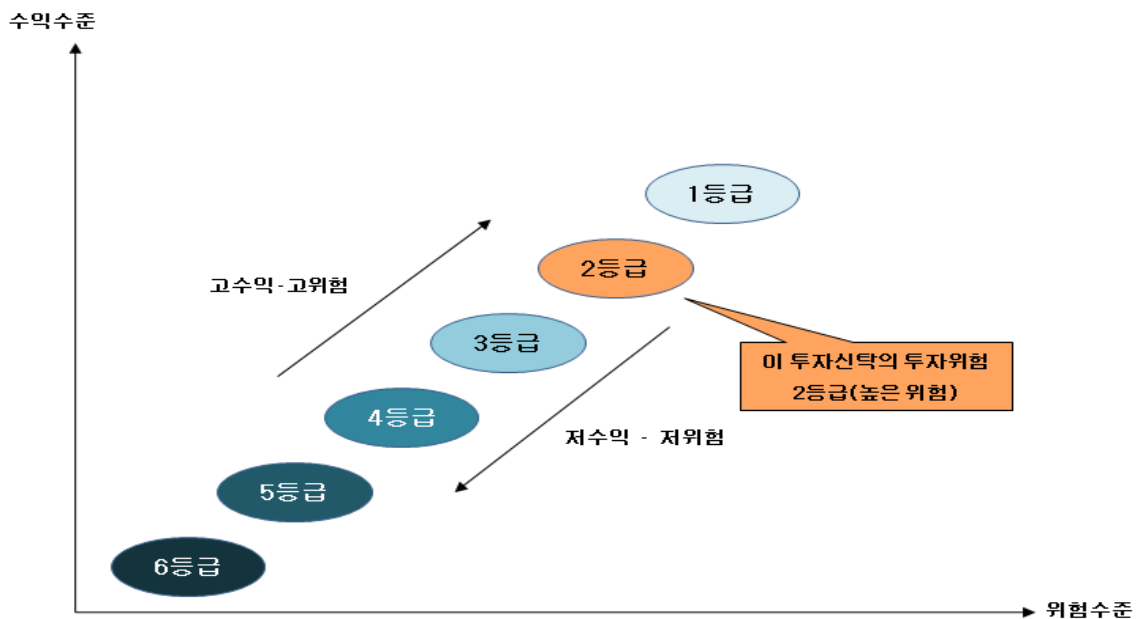 수익수준
1등급
2등급
고수익-고위험
3등급
이 투자신탁의 투자위험
2등급(높은 위험)
4등급
저수익 - 저위험
5등급
6등급
위험수준